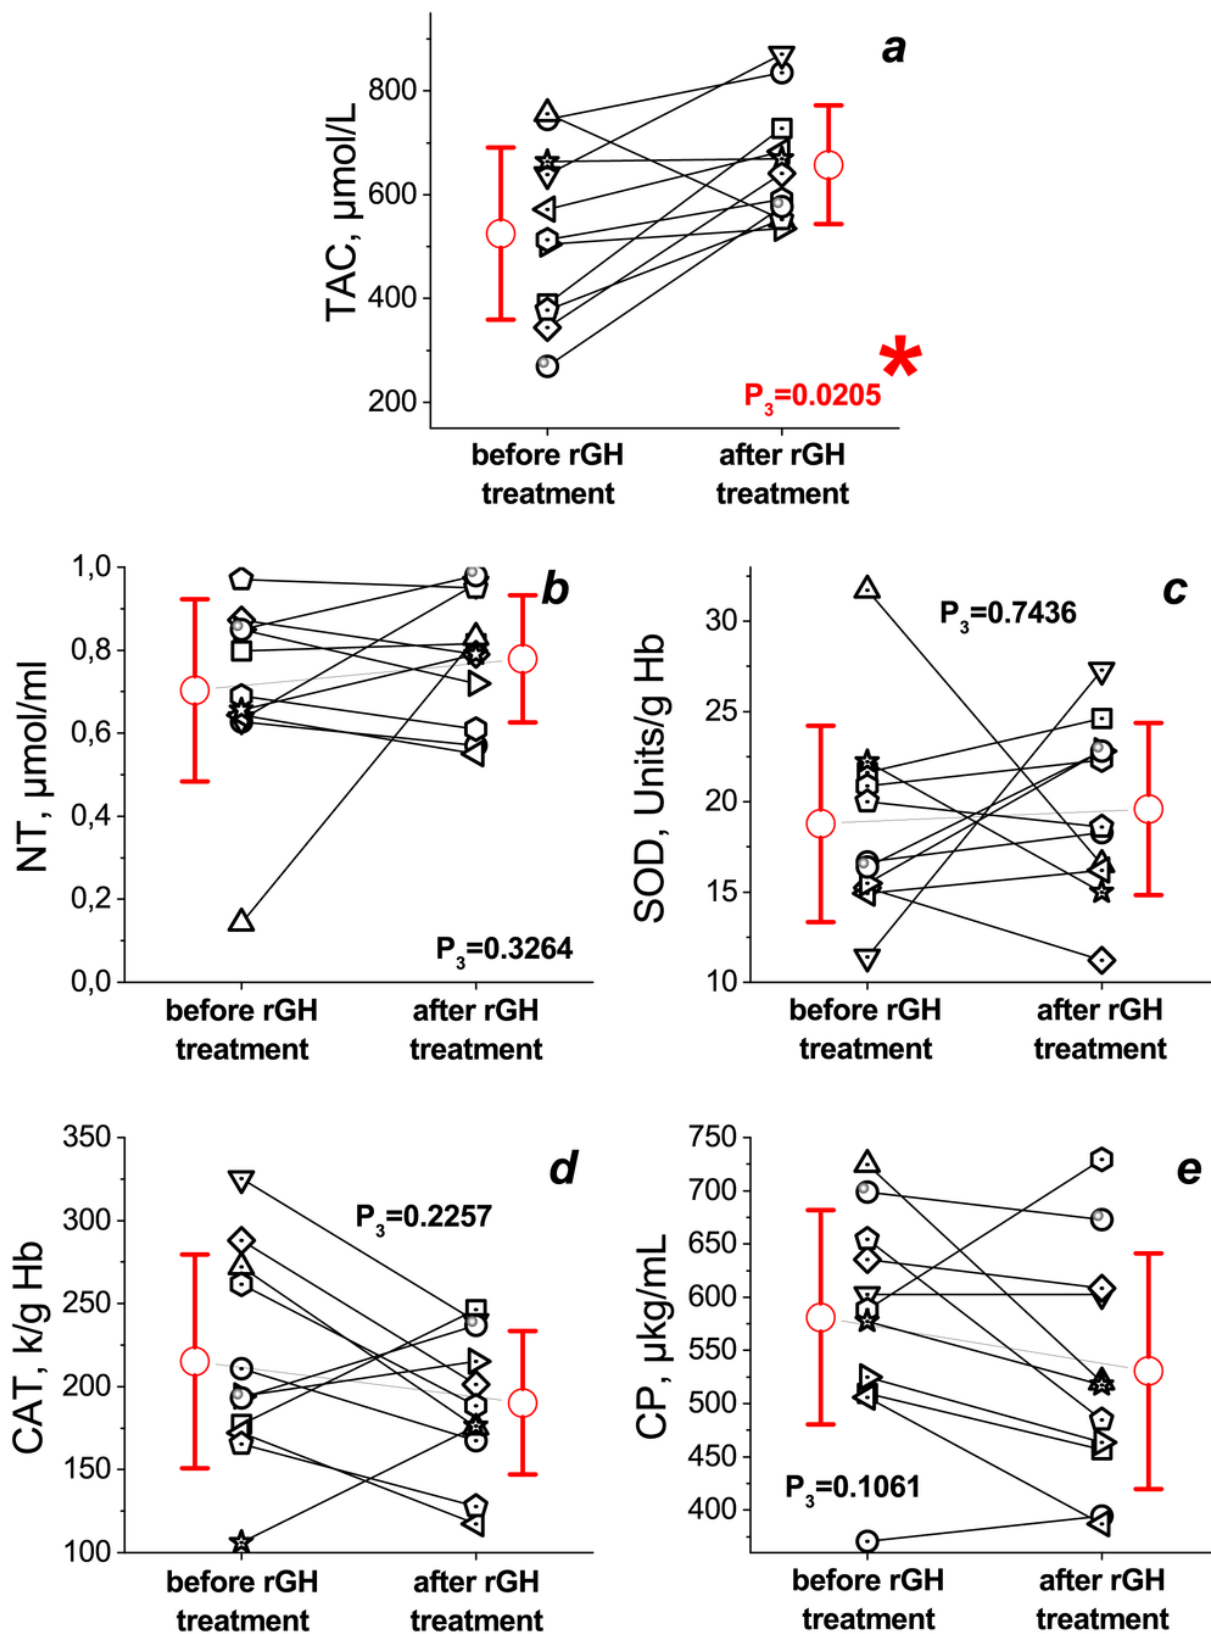 a
TAC, μmol/L
800
600
400
200
*
P3=0.0205
before rGH
treatment
after rGH
treatment
b
NT, μmol/ml
1,0
0,8
0,6
0,4
0,2
0,0
P3=0.3264
before rGH
treatment
after rGH
treatment
c
SOD, Units/g Hb
30
25
20
15
10
P3=0.7436
before rGH
treatment
after rGH
treatment
d
CAT, k/g Hb
350
300
250
200
150
100
P3=0.2257
before rGH
treatment
after rGH
treatment
e
CP, μkg/mL
750
700
650
600
550
500
450
400
P3=0.1061
before rGH
treatment
after rGH
treatment